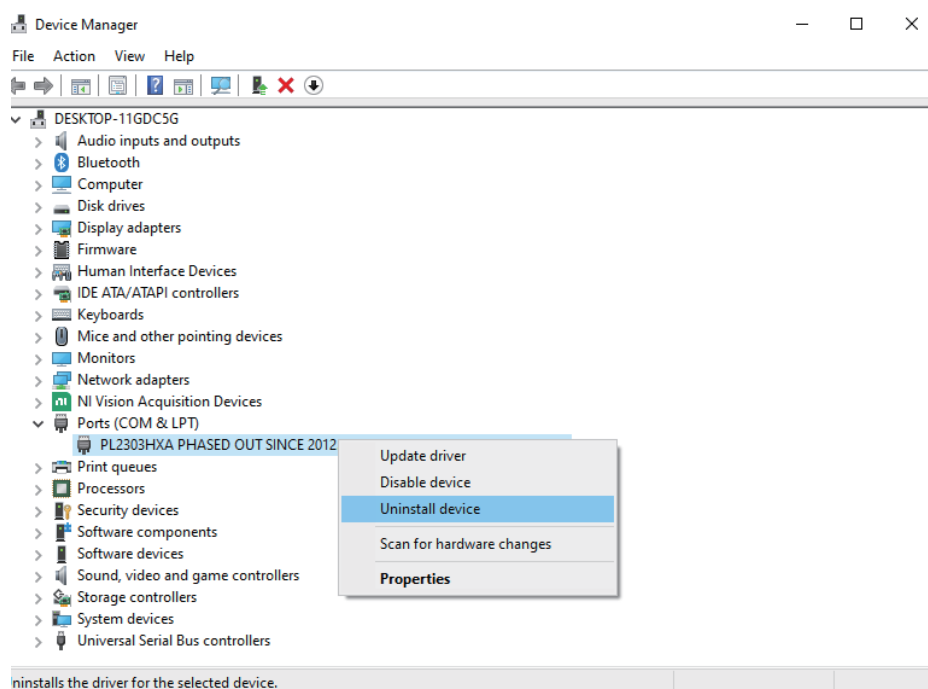 Device Manager
File Action View Help
DESKTOP-11GDC5G
Audio inputs and outputs
Bluetooth
Computer
Disk drives
Display adapters
Firmware
Human Interface Devices
IDE ATA/ATAPI controllers
Keyboards
Mice and other pointing devices
Monitors
Network adapters
NI Vision Acquisition Devices
Ports (COM & LPT)
PL2303HXA PHASED OUT SINCE 2012
Print queues
Processors
Security devices
Software components
Software devices
Sound, video and game controllers
Storage controllers
System devices
Universal Serial Bus controllers
Update driver
Disable device
Uninstall device
Scan for hardware changes
Properties
ninstalls the driver for the selected device.